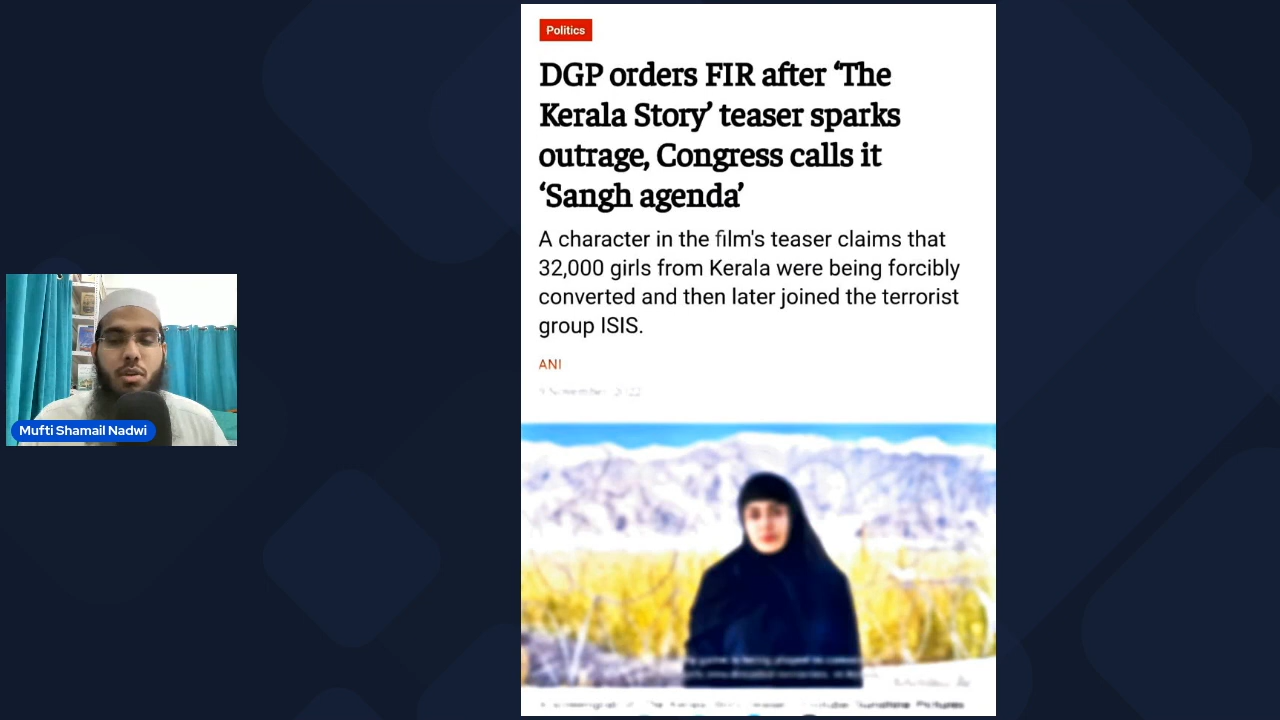 Politics
DGP orders FIR after ‘The
Kerala Story’ teaser sparks
outrage, Congress calls it
‘Sangh agenda’
A character in the film's teaser claims that
32,000 girls from Kerala were being forcibly
converted and then later joined the terrorist
group ISIS.
ANI
Mufti Shamail Nadwi